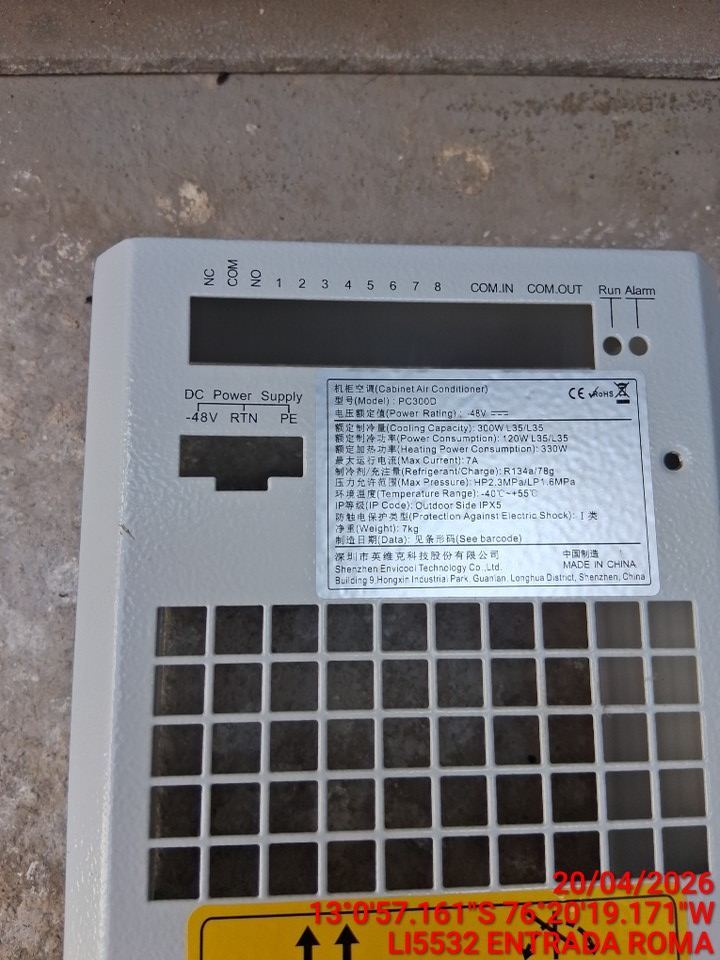 NC COM NO 1 2 3 4 5 6 7 8 COM.IN COM.OUT Run Alarm
DC Power Supply
-48V RTN PE
机柜空调(Cabinet Air Conditioner)
CE RoHS
型号(Model) : PC300D
电压额定值(Power Rating) : -48V
额定制冷量(Cooling Capacity): 300W L35/L35
额定制冷功率(Power Consumption): 120W L35/L35
额定加热功率(Heating Power Consumption): 330W
最大运行电流(Max Current): 7A
制冷剂/充注量(Refrigerant/Charge): R134a/78g
压力允许范围(Max Pressure): HP2.3MPa/LP1.6MPa
环境温度(Temperature Range): -40℃~+55℃
IP等级(IP Code): Outdoor Side IPX5
防触电保护类型(Protection Against Electric Shock): I 类
净重(Weight): 7kg
制造日期(Data): 见条形码(See barcode)
深圳市英维克科技股份有限公司
中国制造
Shenzhen Envicool Technology Co.,Ltd.
MADE IN CHINA
Building 9,Hongxin Industrial Park, Guanlan, Longhua District, Shenzhen, China
20/04/2026
13°0'57.161"S 76°20'19.171"W
LI5532 ENTRADA ROMA